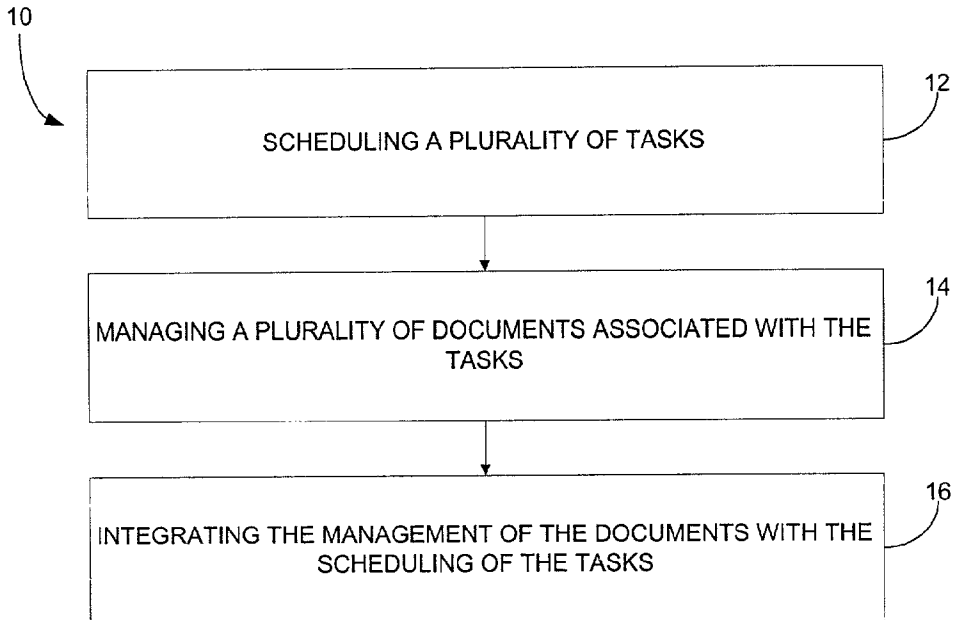 10
12
SCHEDULING A PLURALITY OF TASKS
14
MANAGING A PLURALITY OF DOCUMENTS ASSOCIATED WITH THE
TASKS
16
INTEGRATING THE MANAGEMENT OF THE DOCUMENTS WITH THE
SCHEDULING OF THE TASKS